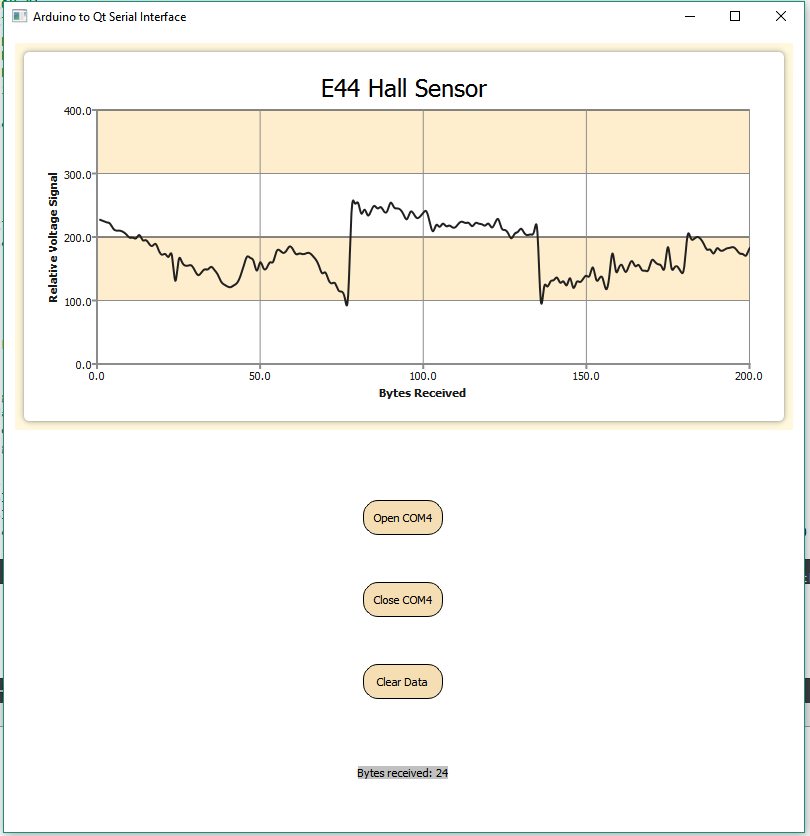 Arduino to Qt Serial Interface
E44 Hall Sensor
400.0
300.0
200.0
100.0
0.0
Relative Voltage Signal
0.0 50.0 100.0 150.0 200.0
Bytes Received
Open COM4
Close COM4
Clear Data
Bytes received: 24